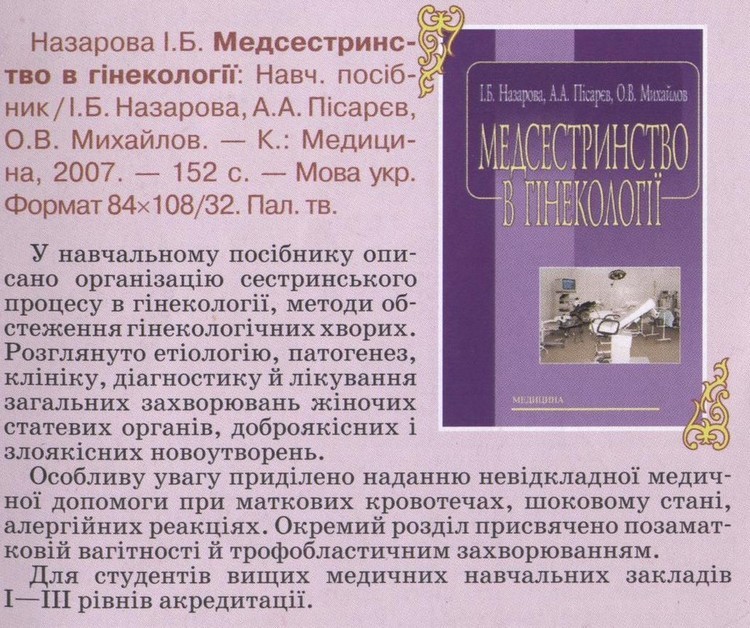 Назарова І.Б. Медсестринс-
тво в гінекології: Навч. посіб-
ник/І.Б. Назарова, А.А. Пісарєв,
О.В. Михайлов. — К.: Медици-
на, 2007. — 152 с. — Мова укр.
Формат 84×108/32. Пал. тв.
У навчальному посібнику опи-
сано організацію сестринського
процесу в гінекології, методи об-
стеження гінекологічних хворих.
Розглянуто етіологію, патогенез,
клініку, діагностику й лікування
загальних захворювань жіночих
статевих органів, доброякісних і
злоякісних новоутворень.
Особливу увагу приділено наданню невідкладної медич-
ної допомоги при маткових кровотечах, шоковому стані,
алергійних реакціях. Окремий розділ присвячено позамат-
ковій вагітності й трофобластичним захворюванням.
Для студентів вищих медичних навчальних закладів
І—ІІІ рівнів акредитації.
І.Б. Назарова, А.А. Пісарєв, О.В. Михайлов
МЕДСЕСТРИНСТВО
В ГІНЕКОЛОГІЇ
МЕДИЦИНА